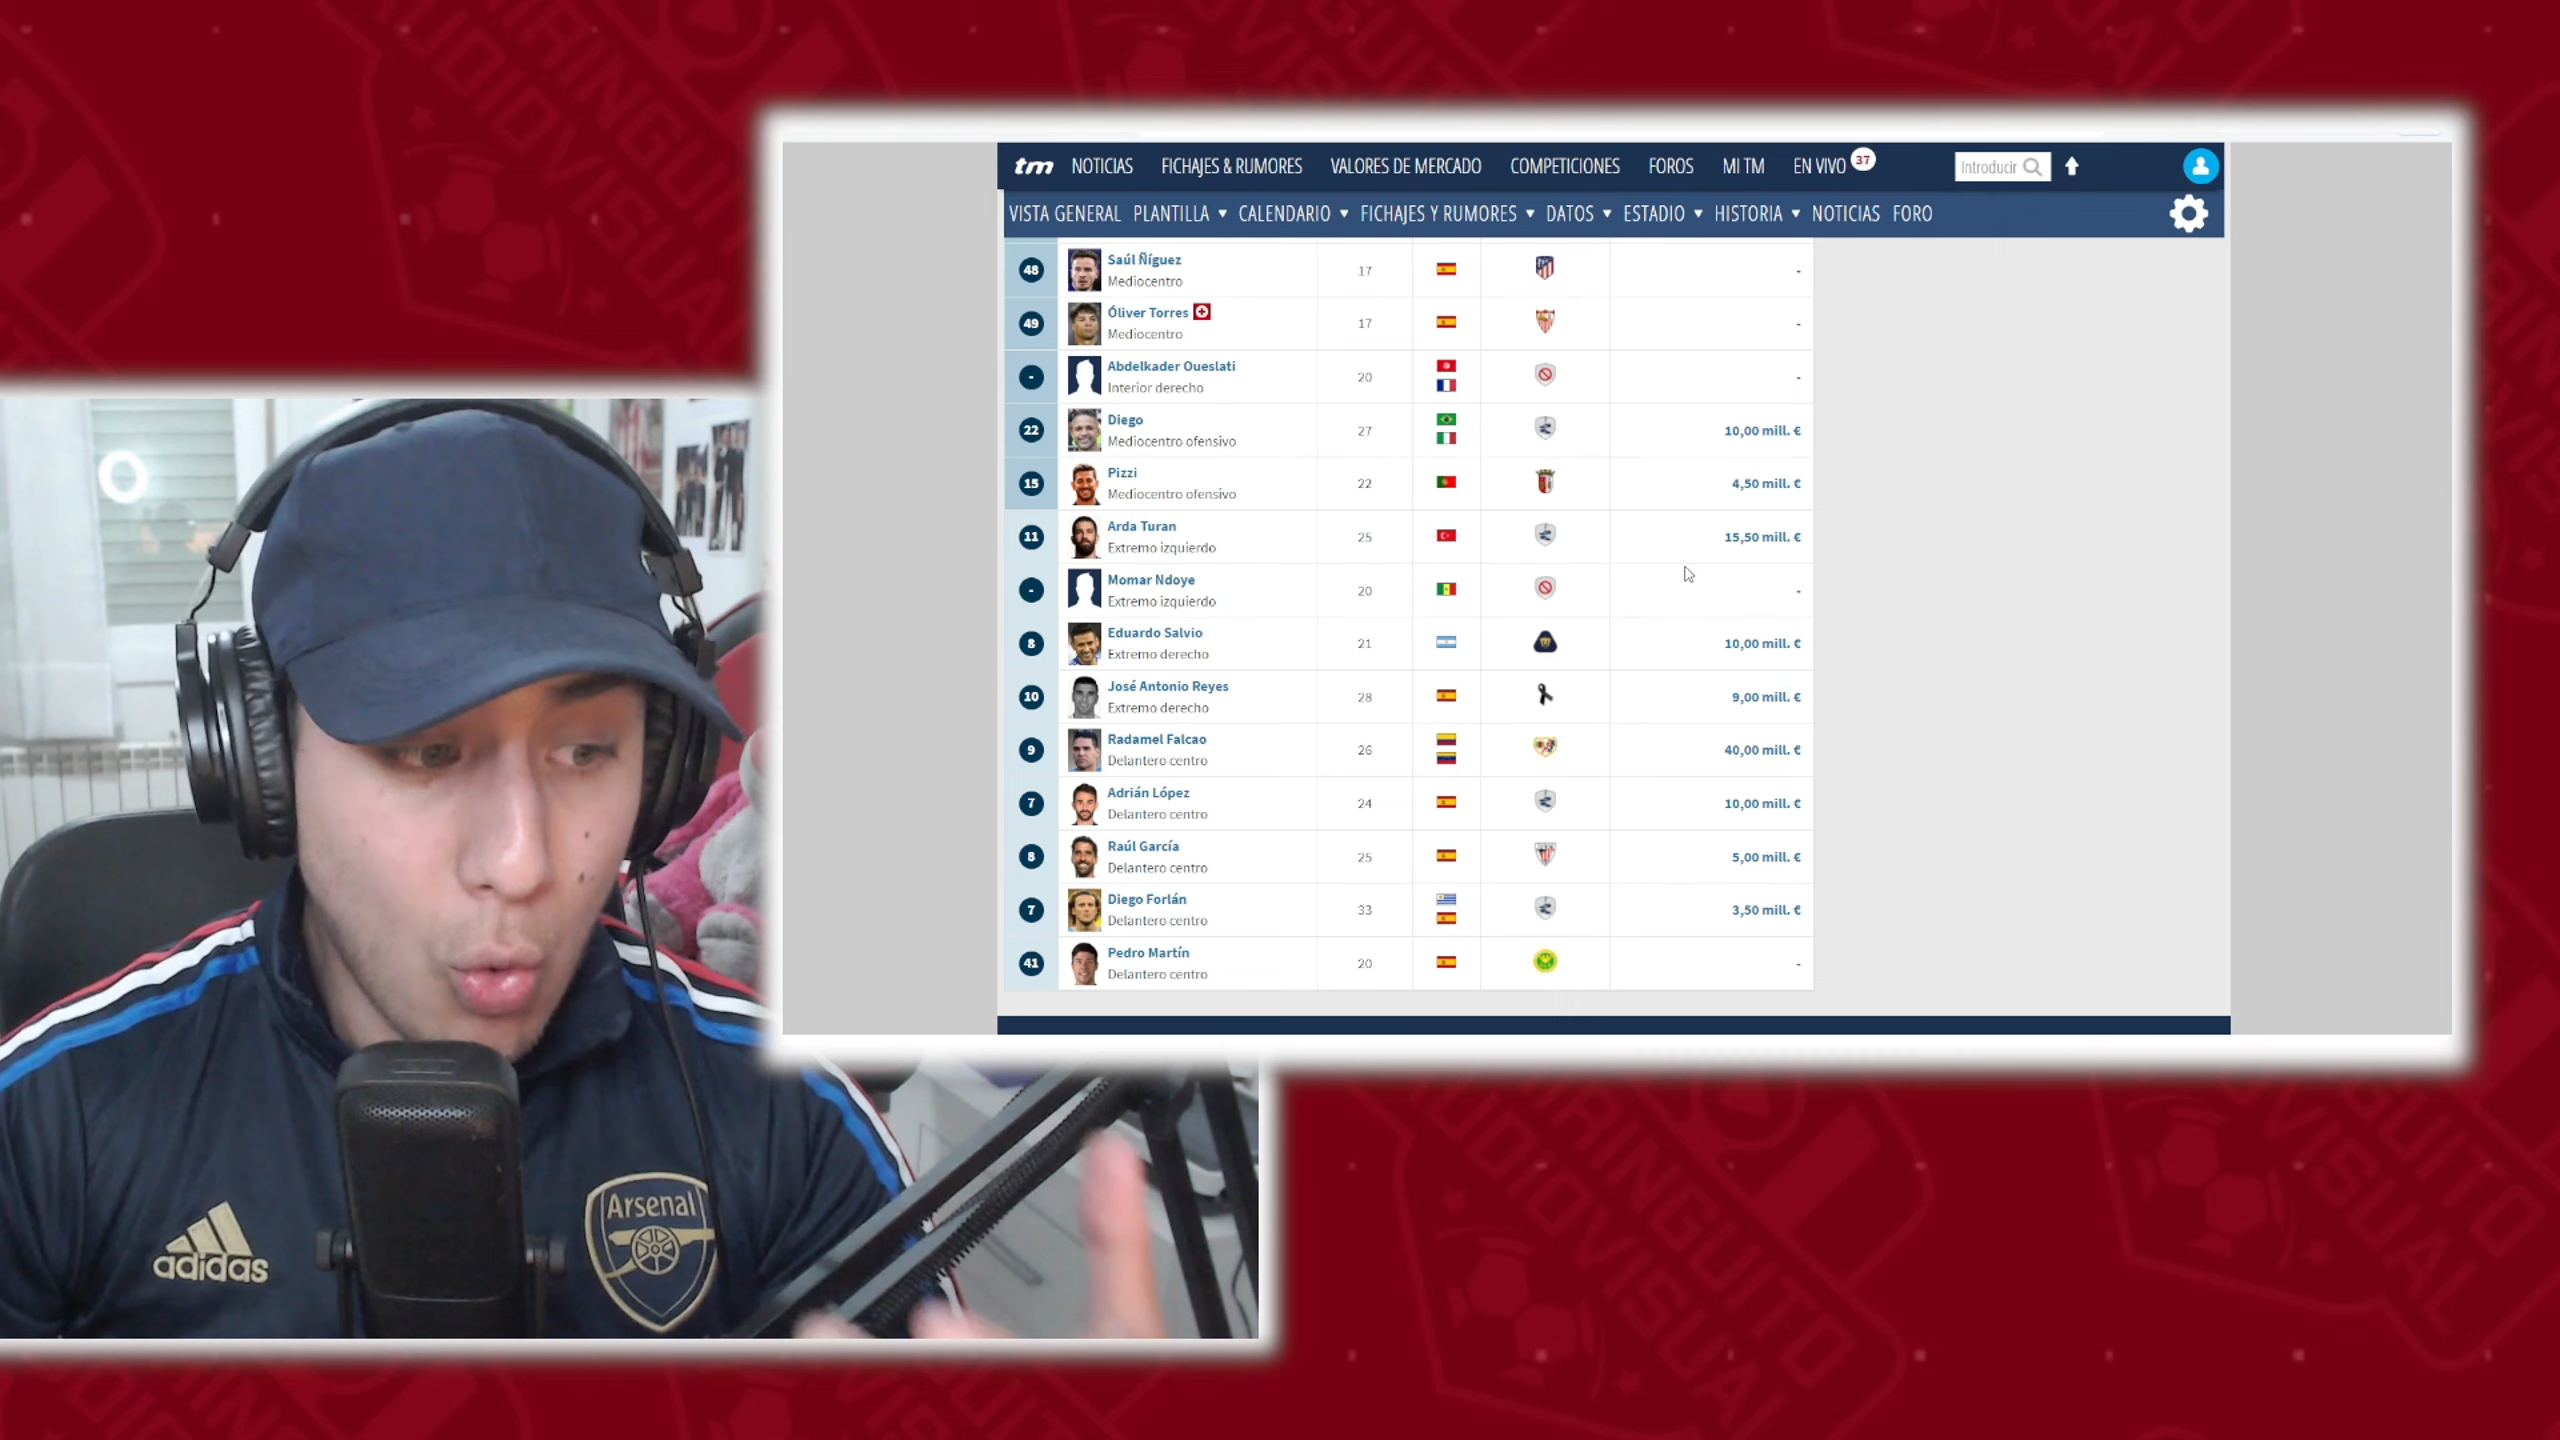 tm NOTICIAS FICHAJES & RUMORES VALORES DE MERCADO COMPETICIONES FOROS MI TM EN VIVO 37 Introducir
VISTA GENERAL PLANTILLA CALENDARIO FICHAJES Y RUMORES DATOS ESTADIO HISTORIA NOTICIAS FORO
48 Saúl Ñíguez 17 -
Mediocentro
49 Óliver Torres 17 -
Mediocentro
- Abdelkader Oueslati 20 -
Interior derecho
22 Diego 27 10,00 mill. €
Mediocentro ofensivo
15 Pizzi 22 4,50 mill. €
Mediocentro ofensivo
11 Arda Turan 25 15,50 mill. €
Extremo izquierdo
- Momar Ndoye 20 -
Extremo izquierdo
8 Eduardo Salvio 21 10,00 mill. €
Extremo derecho
10 José Antonio Reyes 28 9,00 mill. €
Extremo derecho
9 Radamel Falcao 26 40,00 mill. €
Delantero centro
7 Adrián López 24 10,00 mill. €
Delantero centro
8 Raúl García 25 5,00 mill. €
Delantero centro
7 Diego Forlán 33 3,50 mill. €
Delantero centro
41 Pedro Martín 20 -
Delantero centro
adidas
Arsenal